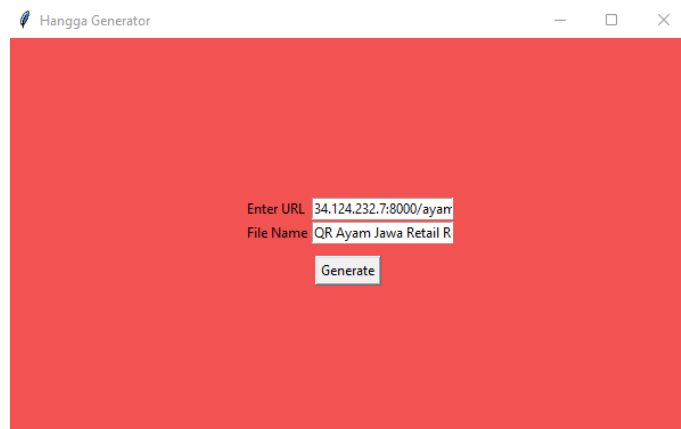 Hangga Generator
Enter URL 34.124.232.7:8000/ayam
File Name QR Ayam Jawa Retail R
Generate